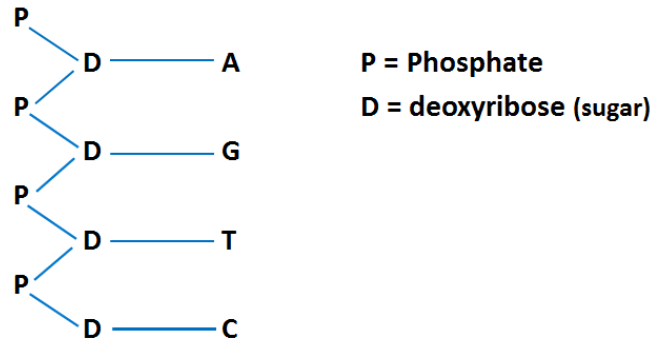 P
D A
P
D G
P
D T
P
D C
P = Phosphate
D = deoxyribose (sugar)